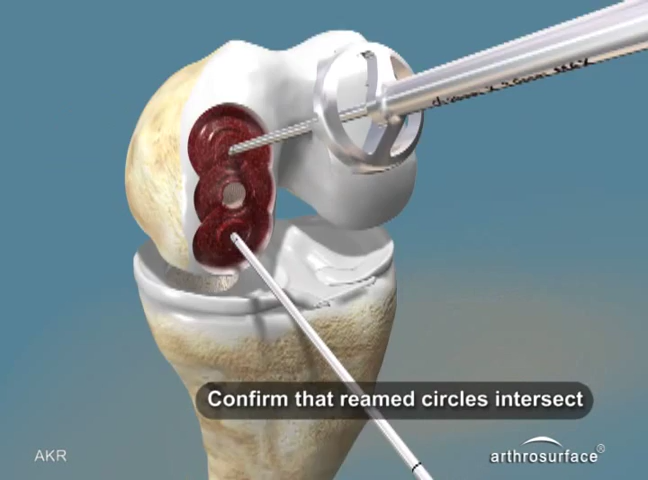 Confirm that reamed circles intersect
AKR
arthrosurface®